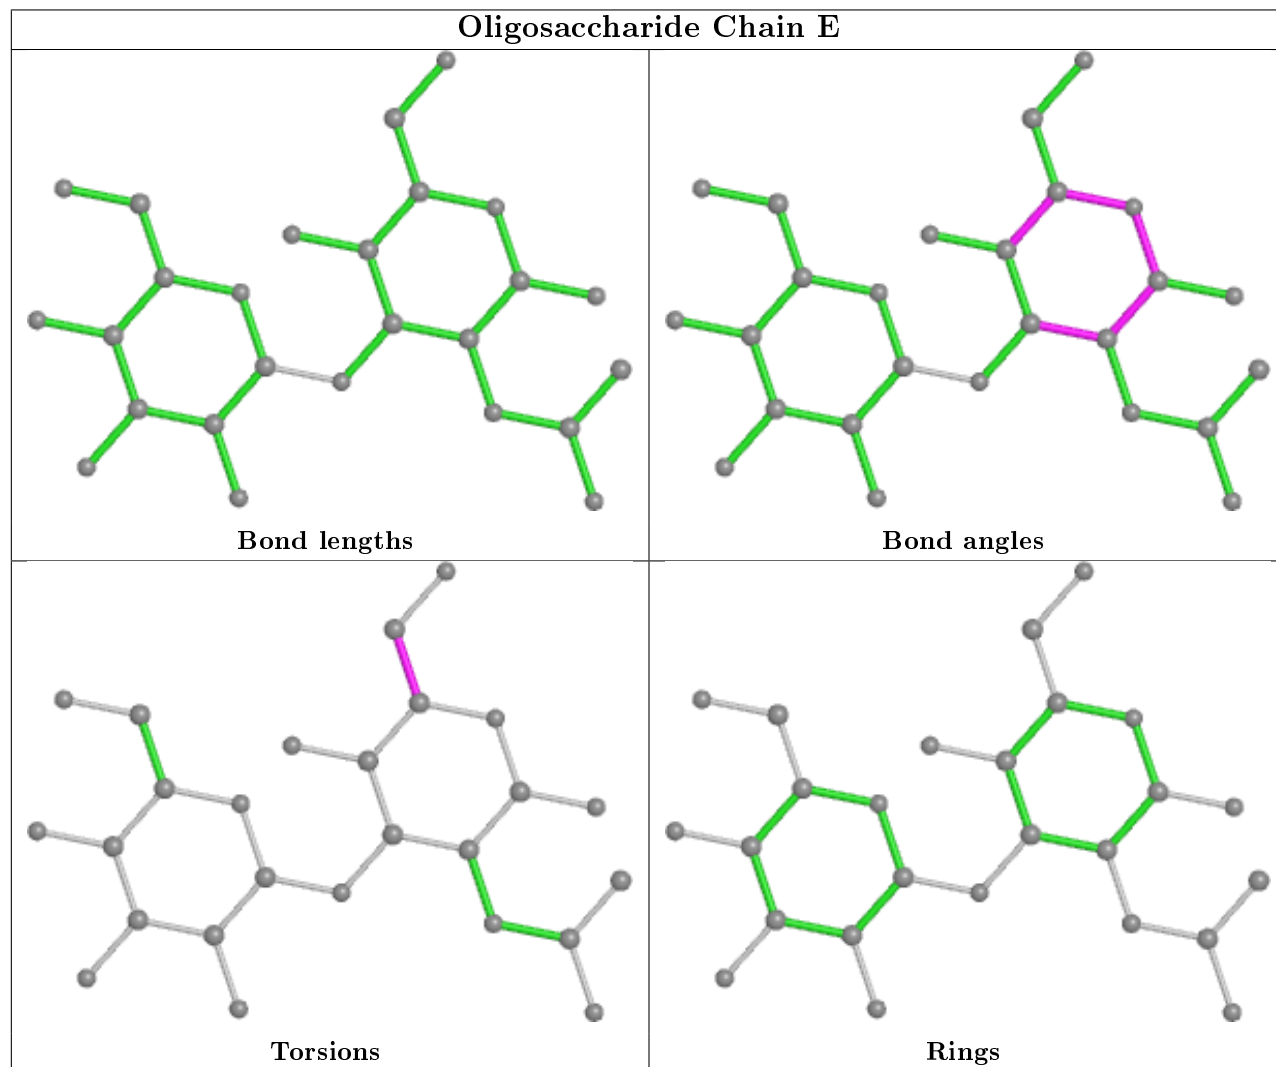 Oligosaccharide Chain E
Bond lengths
Bond angles
Torsions
Rings